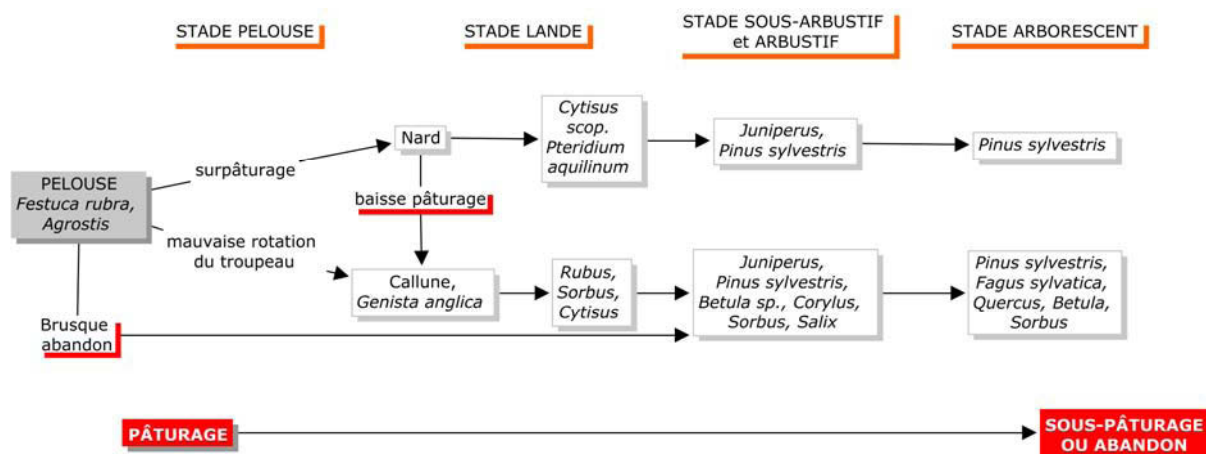 STADE PELOUSE
STADE LANDE
STADE SOUS-ARBUSTIF
et ARBUSTIF
STADE ARBORESCENT
Cytisus
scop.
Pteridium
aquilinum
Nard
Juniperus,
Pinus sylvestris
Pinus sylvestris
surpâturage
PELOUSE
Festuca rubra,
Agrostis
baisse pâturage
mauvaise rotation
du troupeau
Callune,
Genista anglica
Rubus,
Sorbus,
Cytisus
Juniperus,
Pinus sylvestris,
Betula sp., Corylus,
Sorbus, Salix
Pinus sylvestris,
Fagus sylvatica,
Quercus, Betula,
Sorbus
Brusque
abandon
PÂTURAGE
SOUS-PÂTURAGE
OU ABANDON